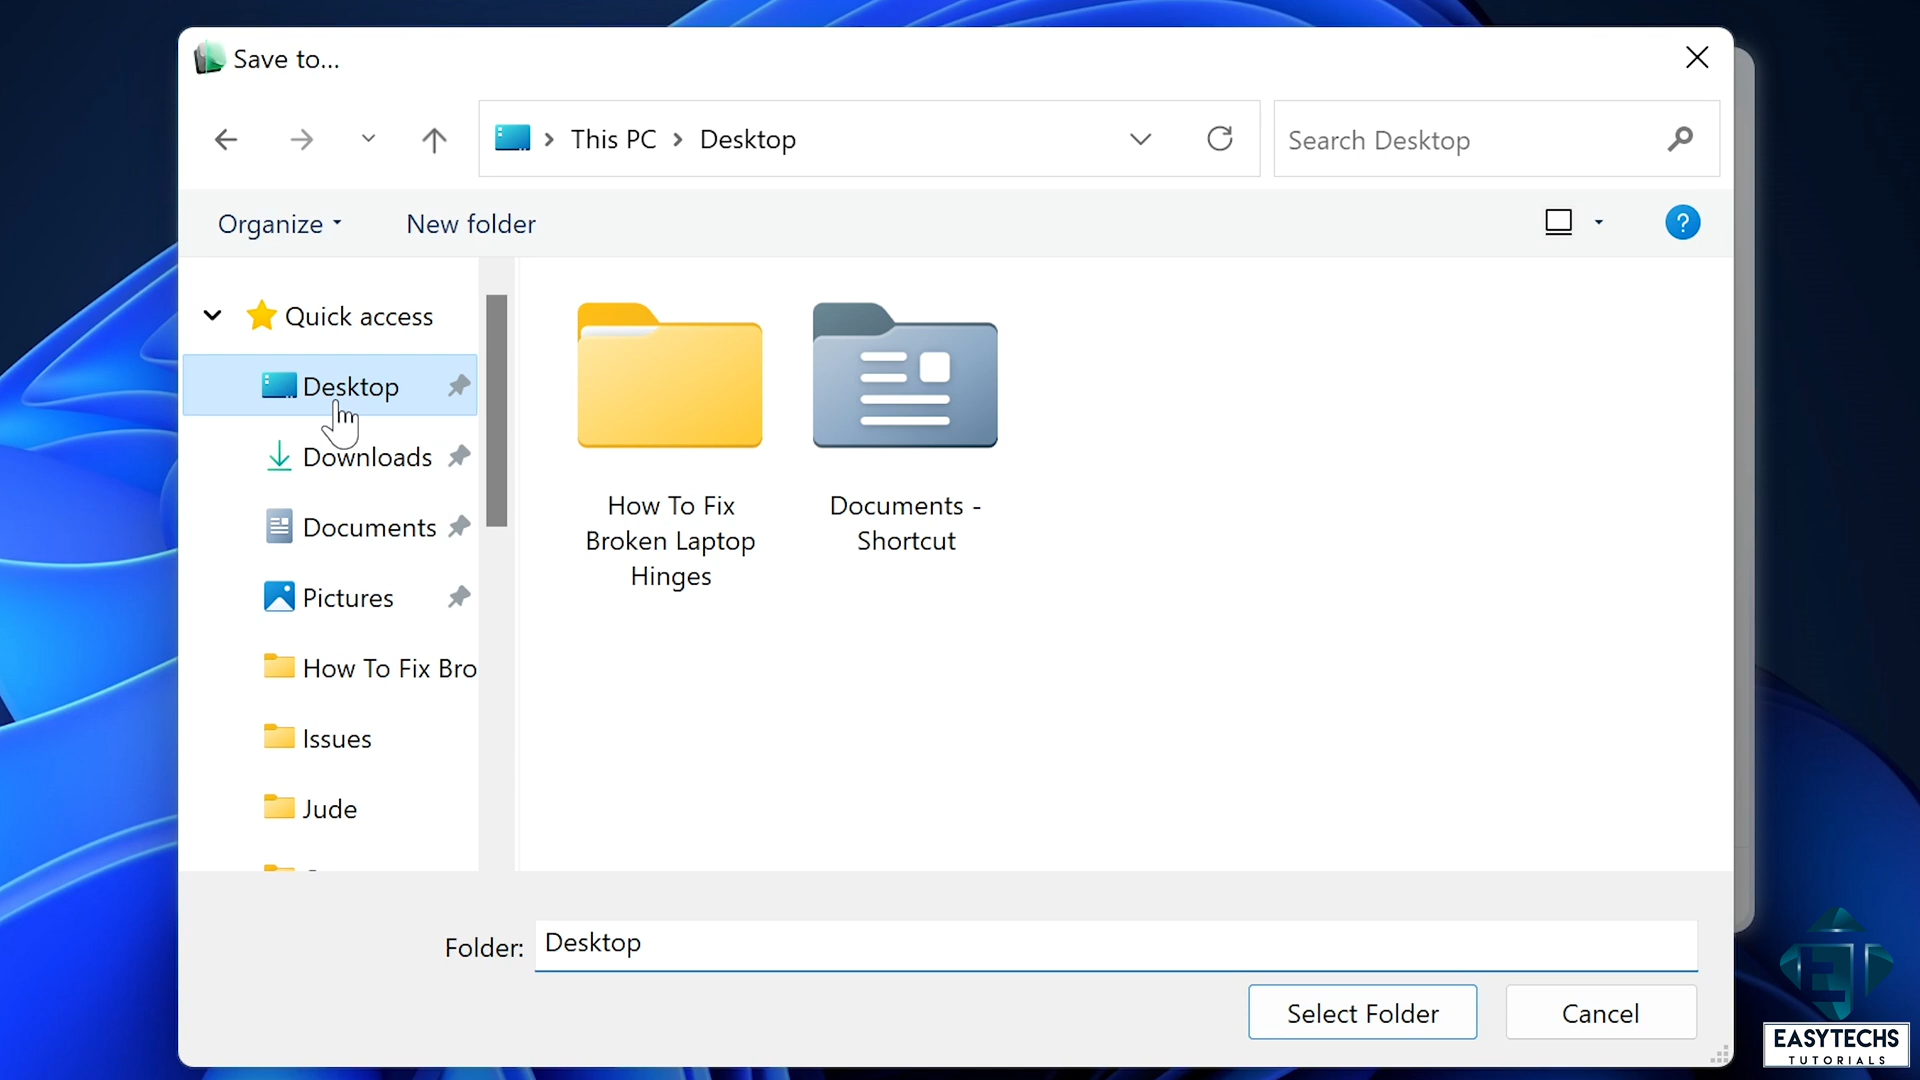 Save to...
This PC
Desktop
Search Desktop
Organize
New folder
?
Quick access
Desktop
Downloads
Documents
Pictures
How To Fix Bro
Issues
Jude
How To Fix
Broken Laptop
Hinges
Documents -
Shortcut
Folder:
Desktop
Select Folder
Cancel
ET
EASYTECHS
TUTORIALS